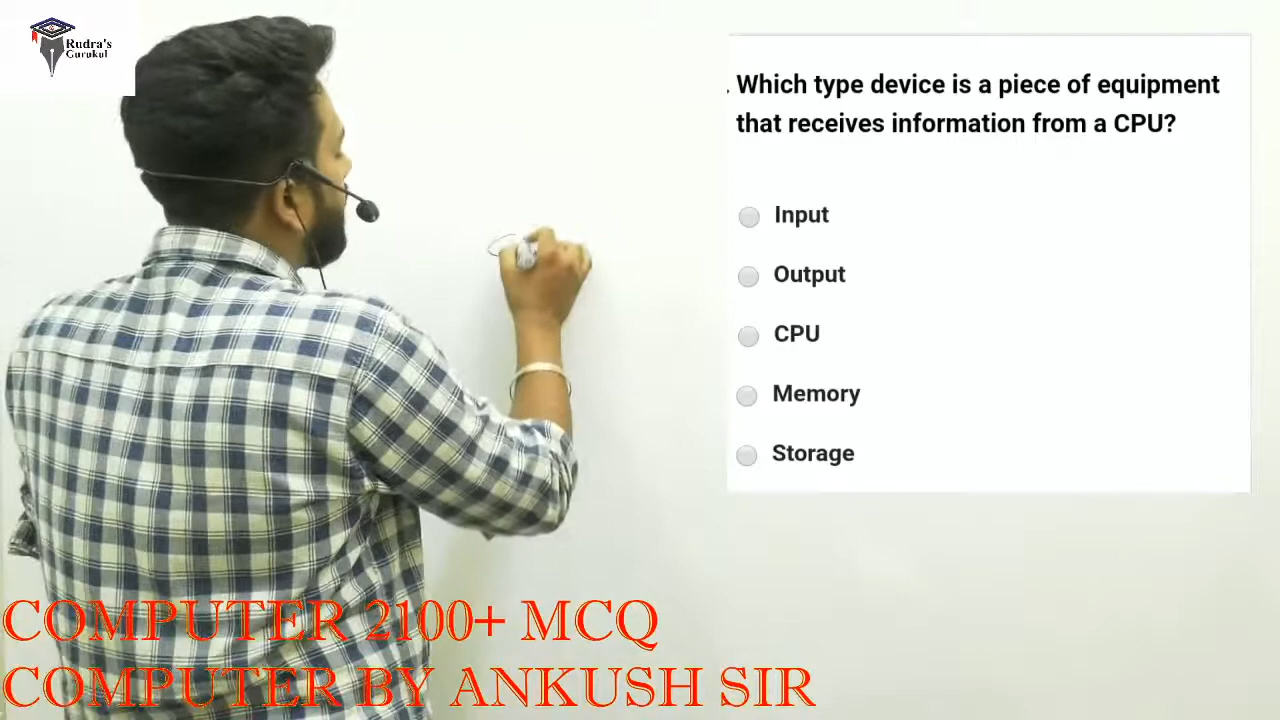 Rudra's
Gurukul
. Which type device is a piece of equipment
that receives information from a CPU?
Input
Output
CPU
Memory
Storage
COMPUTER 2100+ MCQ
COMPUTER BY ANKUSH SIR